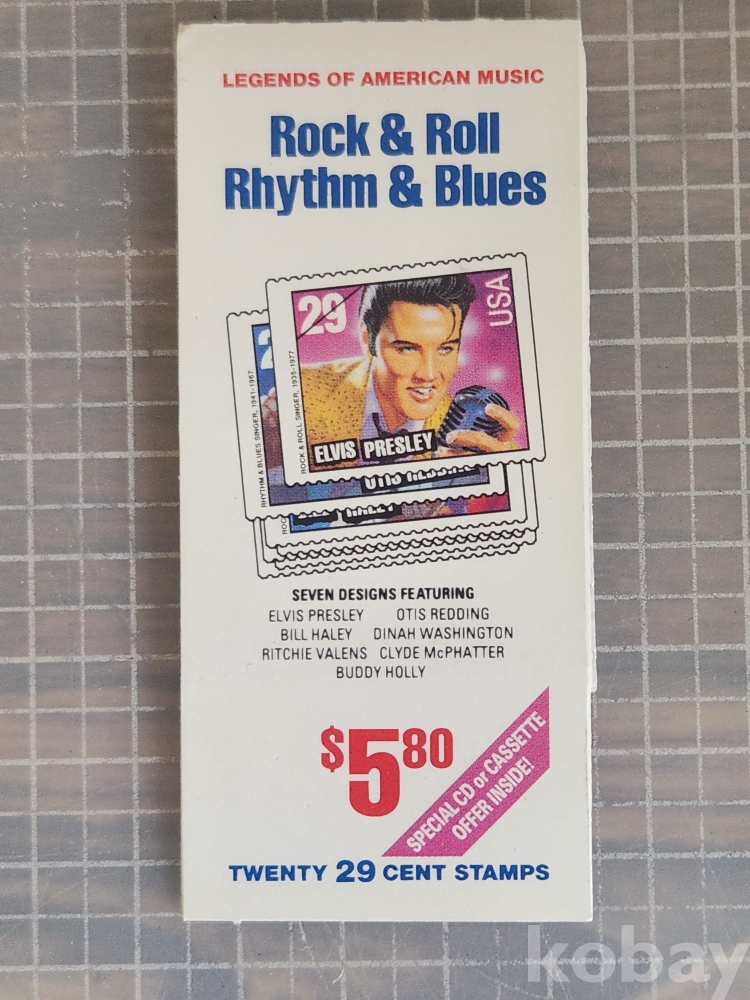 LEGENDS OF AMERICAN MUSIC
Rock & Roll
Rhythm & Blues
29
USA
ROCK & ROLL SINGER, 1935-1977
ELVIS PRESLEY
RHYTHM & BLUES SINGER, 1941-1967
OTIS REDDING
SEVEN DESIGNS FEATURING
ELVIS PRESLEY OTIS REDDING
BILL HALEY DINAH WASHINGTON
RITCHIE VALENS CLYDE McPHATTER
BUDDY HOLLY
$5 80
SPECIAL CD or CASSETTE
OFFER INSIDE!
TWENTY 29 CENT STAMPS
kobay